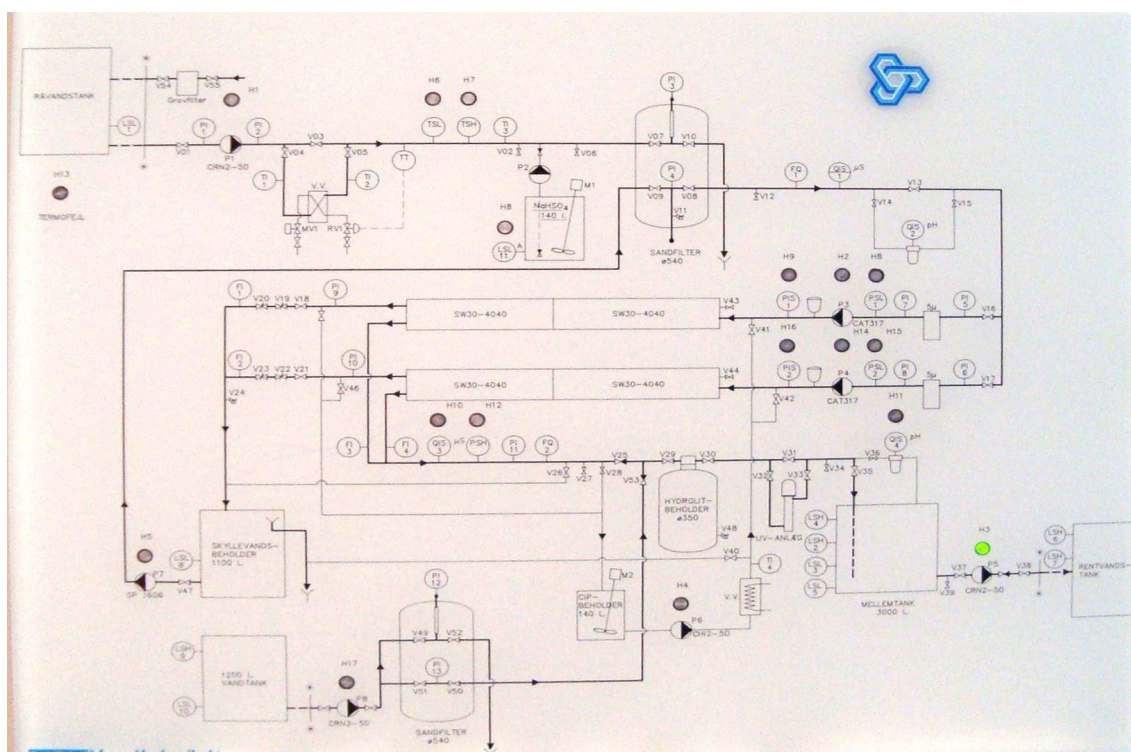 RÅVANDSTANK
LSL 1
V54
V55
Grovfilter
H1
V01
PI 1
P1
CRN2-50
PI 2
V03
V04
V05
TI 1
TI 2
V.V.
MV1
RV1
TT
H6
H7
TSL
TSH
TI 3
V02
V06
P2
M1
H8
NaHSO4
140 L
LSL 11
A
H13
TERMOFEJL
PI 3
V07
V10
PI 4
V09
V08
V11
SANDFILTER
ø540
V12
FQ 1
QIS 1
µS
V13
V14
V15
QIS 2
pH
FI 1
V20
V19
V18
PI 9
SW30-4040
SW30-4040
V43
V41
H9
H2
H8
PIS 1
P3
CAT317
PSL 1
PI 7
5µ
PI 5
V16
H16
H14
H15
FI 2
V23
V22
V21
PI 10
V24
V46
SW30-4040
SW30-4040
V44
V42
PIS 2
P4
CAT317
PSL 2
PI 8
5µ
PI 6
V17
H10
H12
H11
FI 3
FI 4
QIS 3
µS
PSH
PI 11
FQ 2
V26
V27
V28
V25
V53
V29
V30
V31
V32
V33
V34
V35
V36
QIS 4
pH
HYDROLIT-
BEHOLDER
ø350
V48
UV-ANLÆG
V40
SKYLLEVANDS-
BEHOLDER
1100 L.
H5
LSL 8
P7
SP 1606
V47
PI 12
M2
CIP-
BEHOLDER
140 L
H4
P6
CHI2-50
V.V.
TI 4
LSH 4
LSH 2
LSL 3
LSL 5
MELLEMTANK
3000 L.
H3
V37
V39
P5
CRN2-50
V38
LSH 6
LSH 7
RENTVANDS-
TANK
LSH 9
1200 L.
VANDTANK
LSL 10
H17
P8
CRN2-50
V49
V52
PI 13
V51
V50
SANDFILTER
ø540